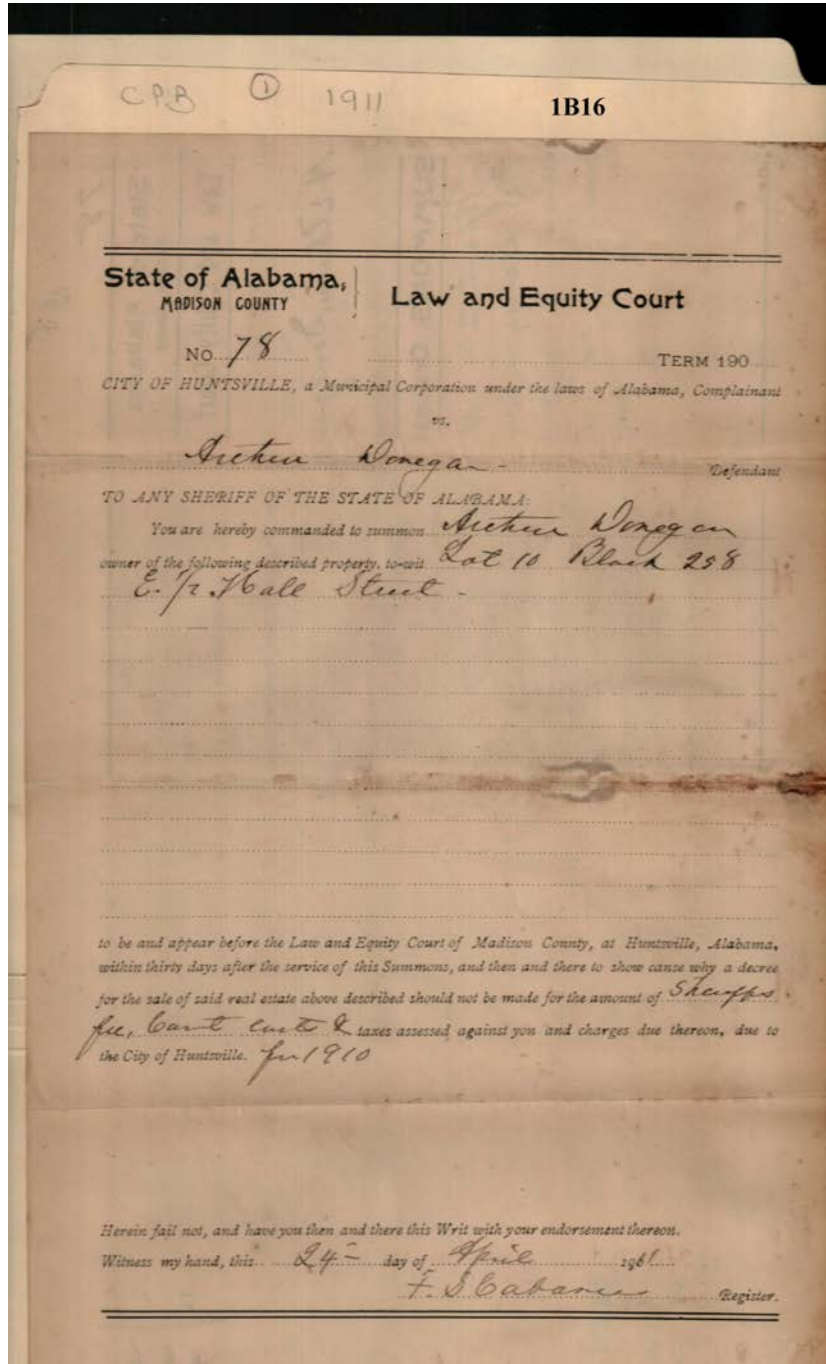 CPB ① 1911 1B16
State of Alabama, Law and Equity Court
MADISON COUNTY
No. 78 TERM 190
CITY OF HUNTSVILLE, a Municipal Corporation under the laws of Alabama, Complainant
vs.
Arthur Donegan Defendant
TO ANY SHERIFF OF THE STATE OF ALABAMA:
You are hereby commanded to summon Arthur Donegan
owner of the following described property, to-wit Lot 10 Block 258
E. Hall Street
to be and appear before the Law and Equity Court of Madison County, at Huntsville, Alabama,
within thirty days after the service of this Summons, and then and there to show cause why a decree
for the sale of said real estate above described should not be made for the amount of Sheriffs
fee, Court costs & taxes assessed against you and charges due thereon, due to
the City of Huntsville. for 1910
Herein fail not, and have you then and there this Writ with your endorsement thereon.
Witness my hand, this 24 day of April 1911
F. S. Cabaniss Register.